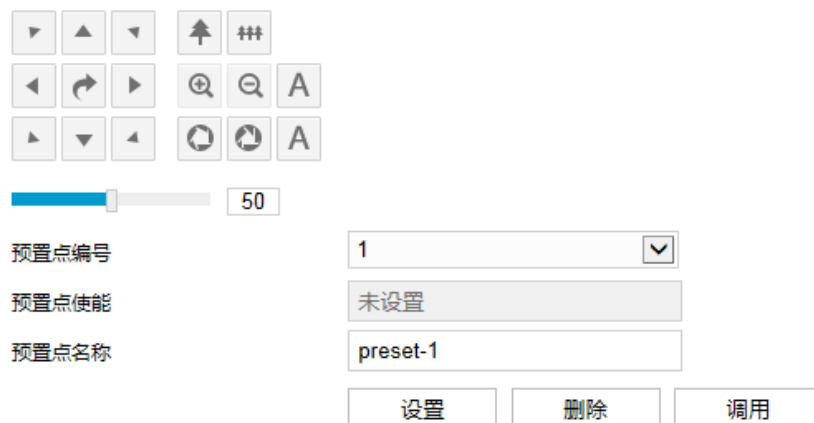 A
A
50
预置点编号 1
预置点使能 未设置
预置点名称 preset-1
设置 删除 调用